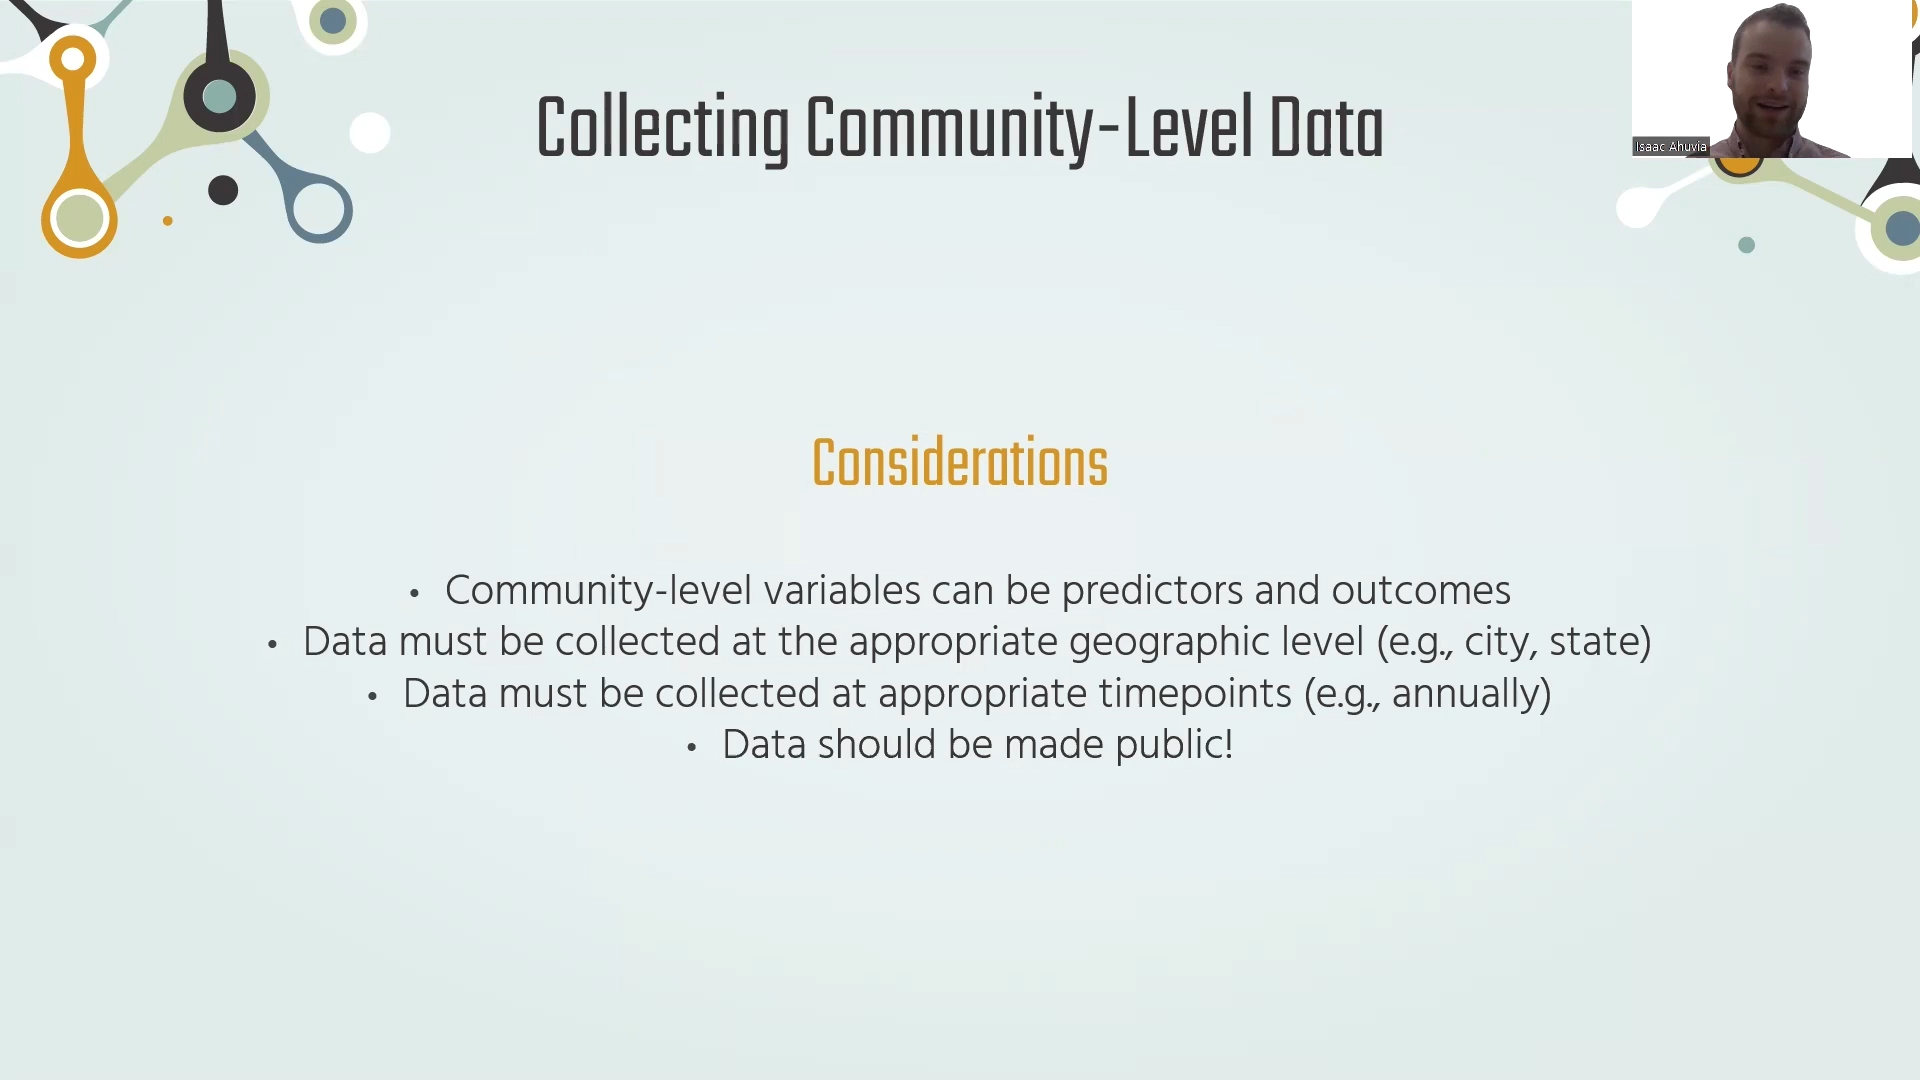 Collecting Community-Level Data
Isaac Ahuvia
Considerations
• Community-level variables can be predictors and outcomes
• Data must be collected at the appropriate geographic level (e.g., city, state)
• Data must be collected at appropriate timepoints (e.g., annually)
• Data should be made public!